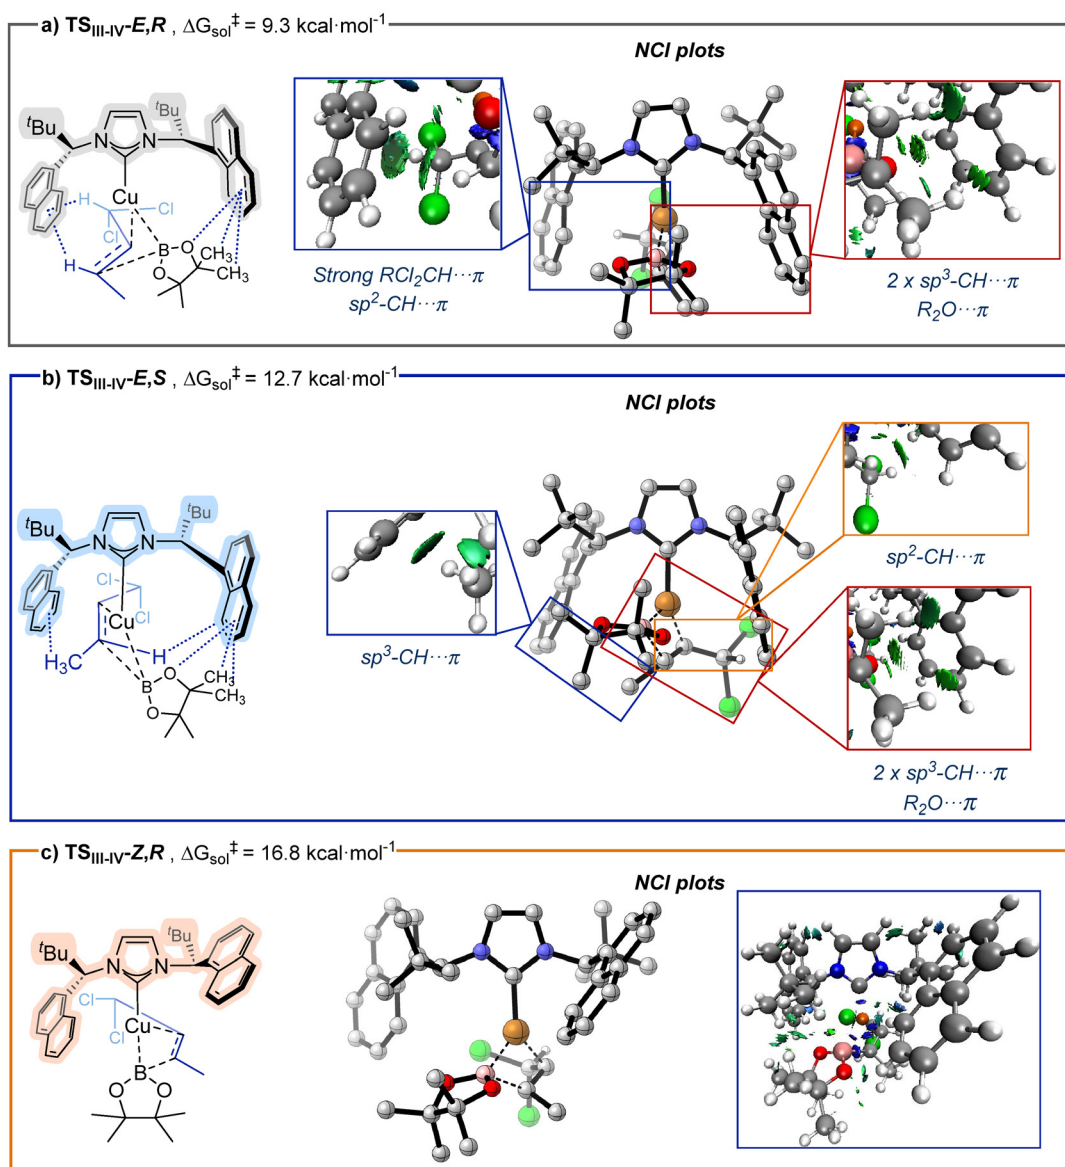 a) TS_III-IV-E,R , ΔG_sol‡ = 9.3 kcal·mol⁻¹
NCI plots
ᵗBu
ᵗBu
N
N
Cu
H
Cl
Cl
H
O
B
O
CH₃
CH₃
Strong RCl₂CH···π
sp²-CH···π
2 x sp³-CH···π
R₂O···π
b) TS_III-IV-E,S , ΔG_sol‡ = 12.7 kcal·mol⁻¹
NCI plots
ᵗBu
ᵗBu
N
N
Cl
Cl
Cu
H₃C
H
B
O
O
CH₃
CH₃
sp³-CH···π
sp²-CH···π
2 x sp³-CH···π
R₂O···π
c) TS_III-IV-Z,R , ΔG_sol‡ = 16.8 kcal·mol⁻¹
NCI plots
ᵗBu
ᵗBu
N
N
Cl
Cl
Cu
B
O
O